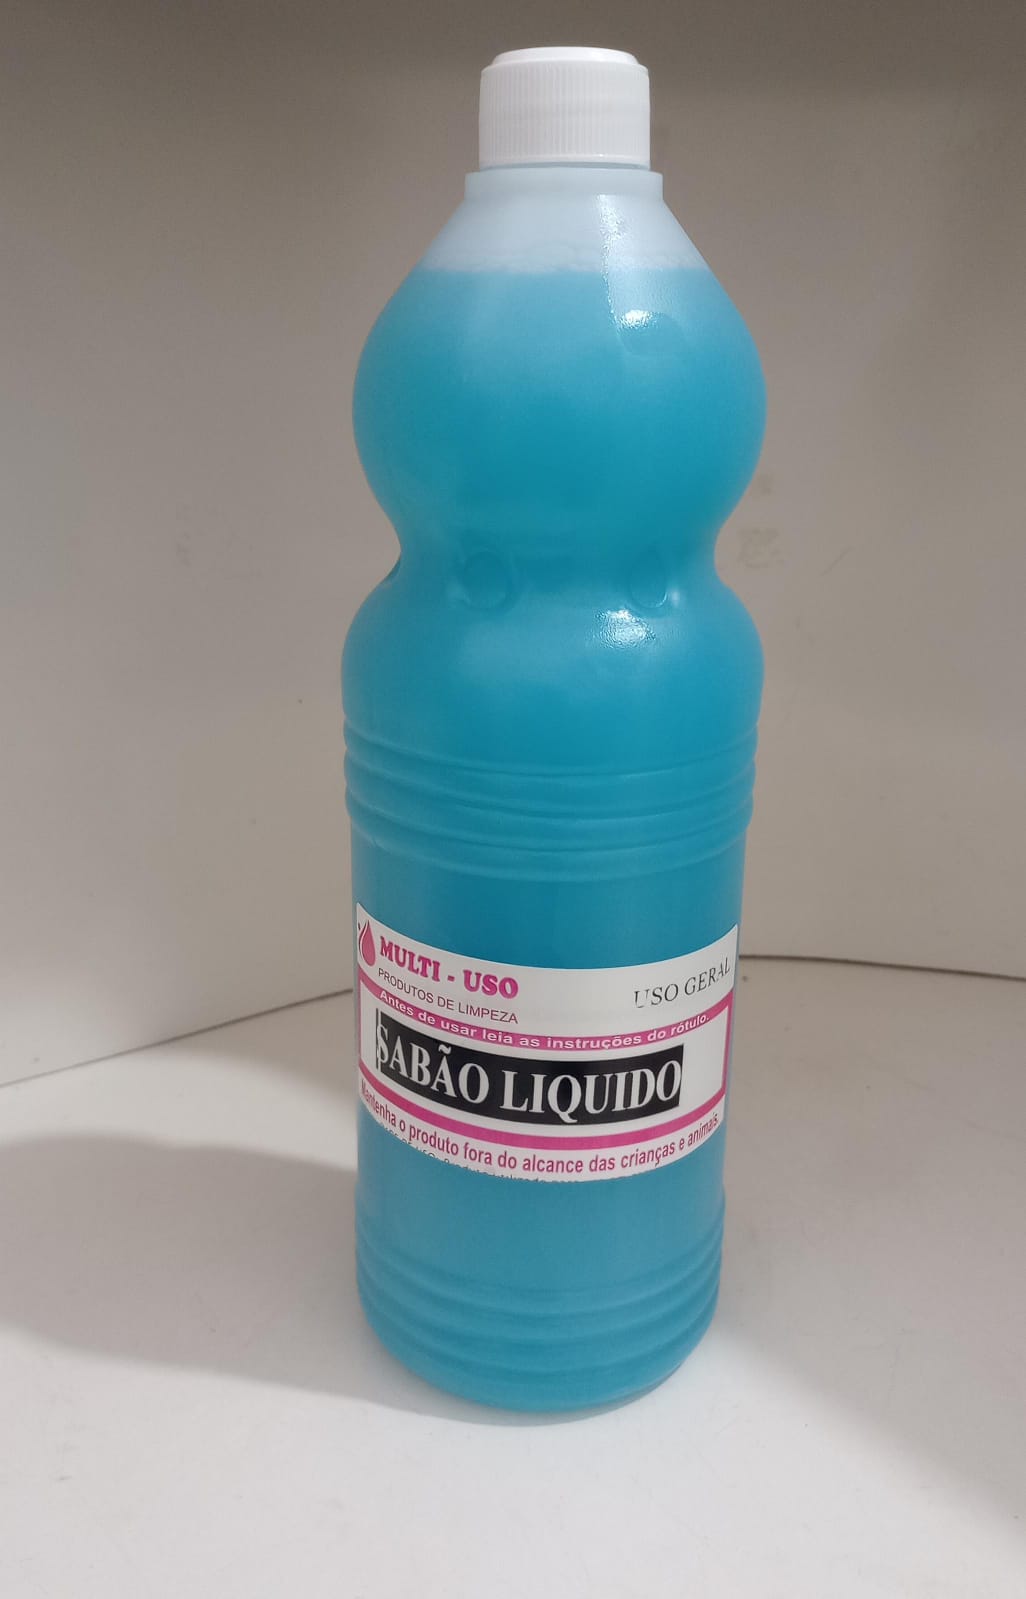 MULTI - USO
PRODUTOS DE LIMPEZA
USO GERAL
Antes de usar leia as instruções do rótulo.
SABÃO LIQUIDO
Mantenha o produto fora do alcance das crianças e animais.